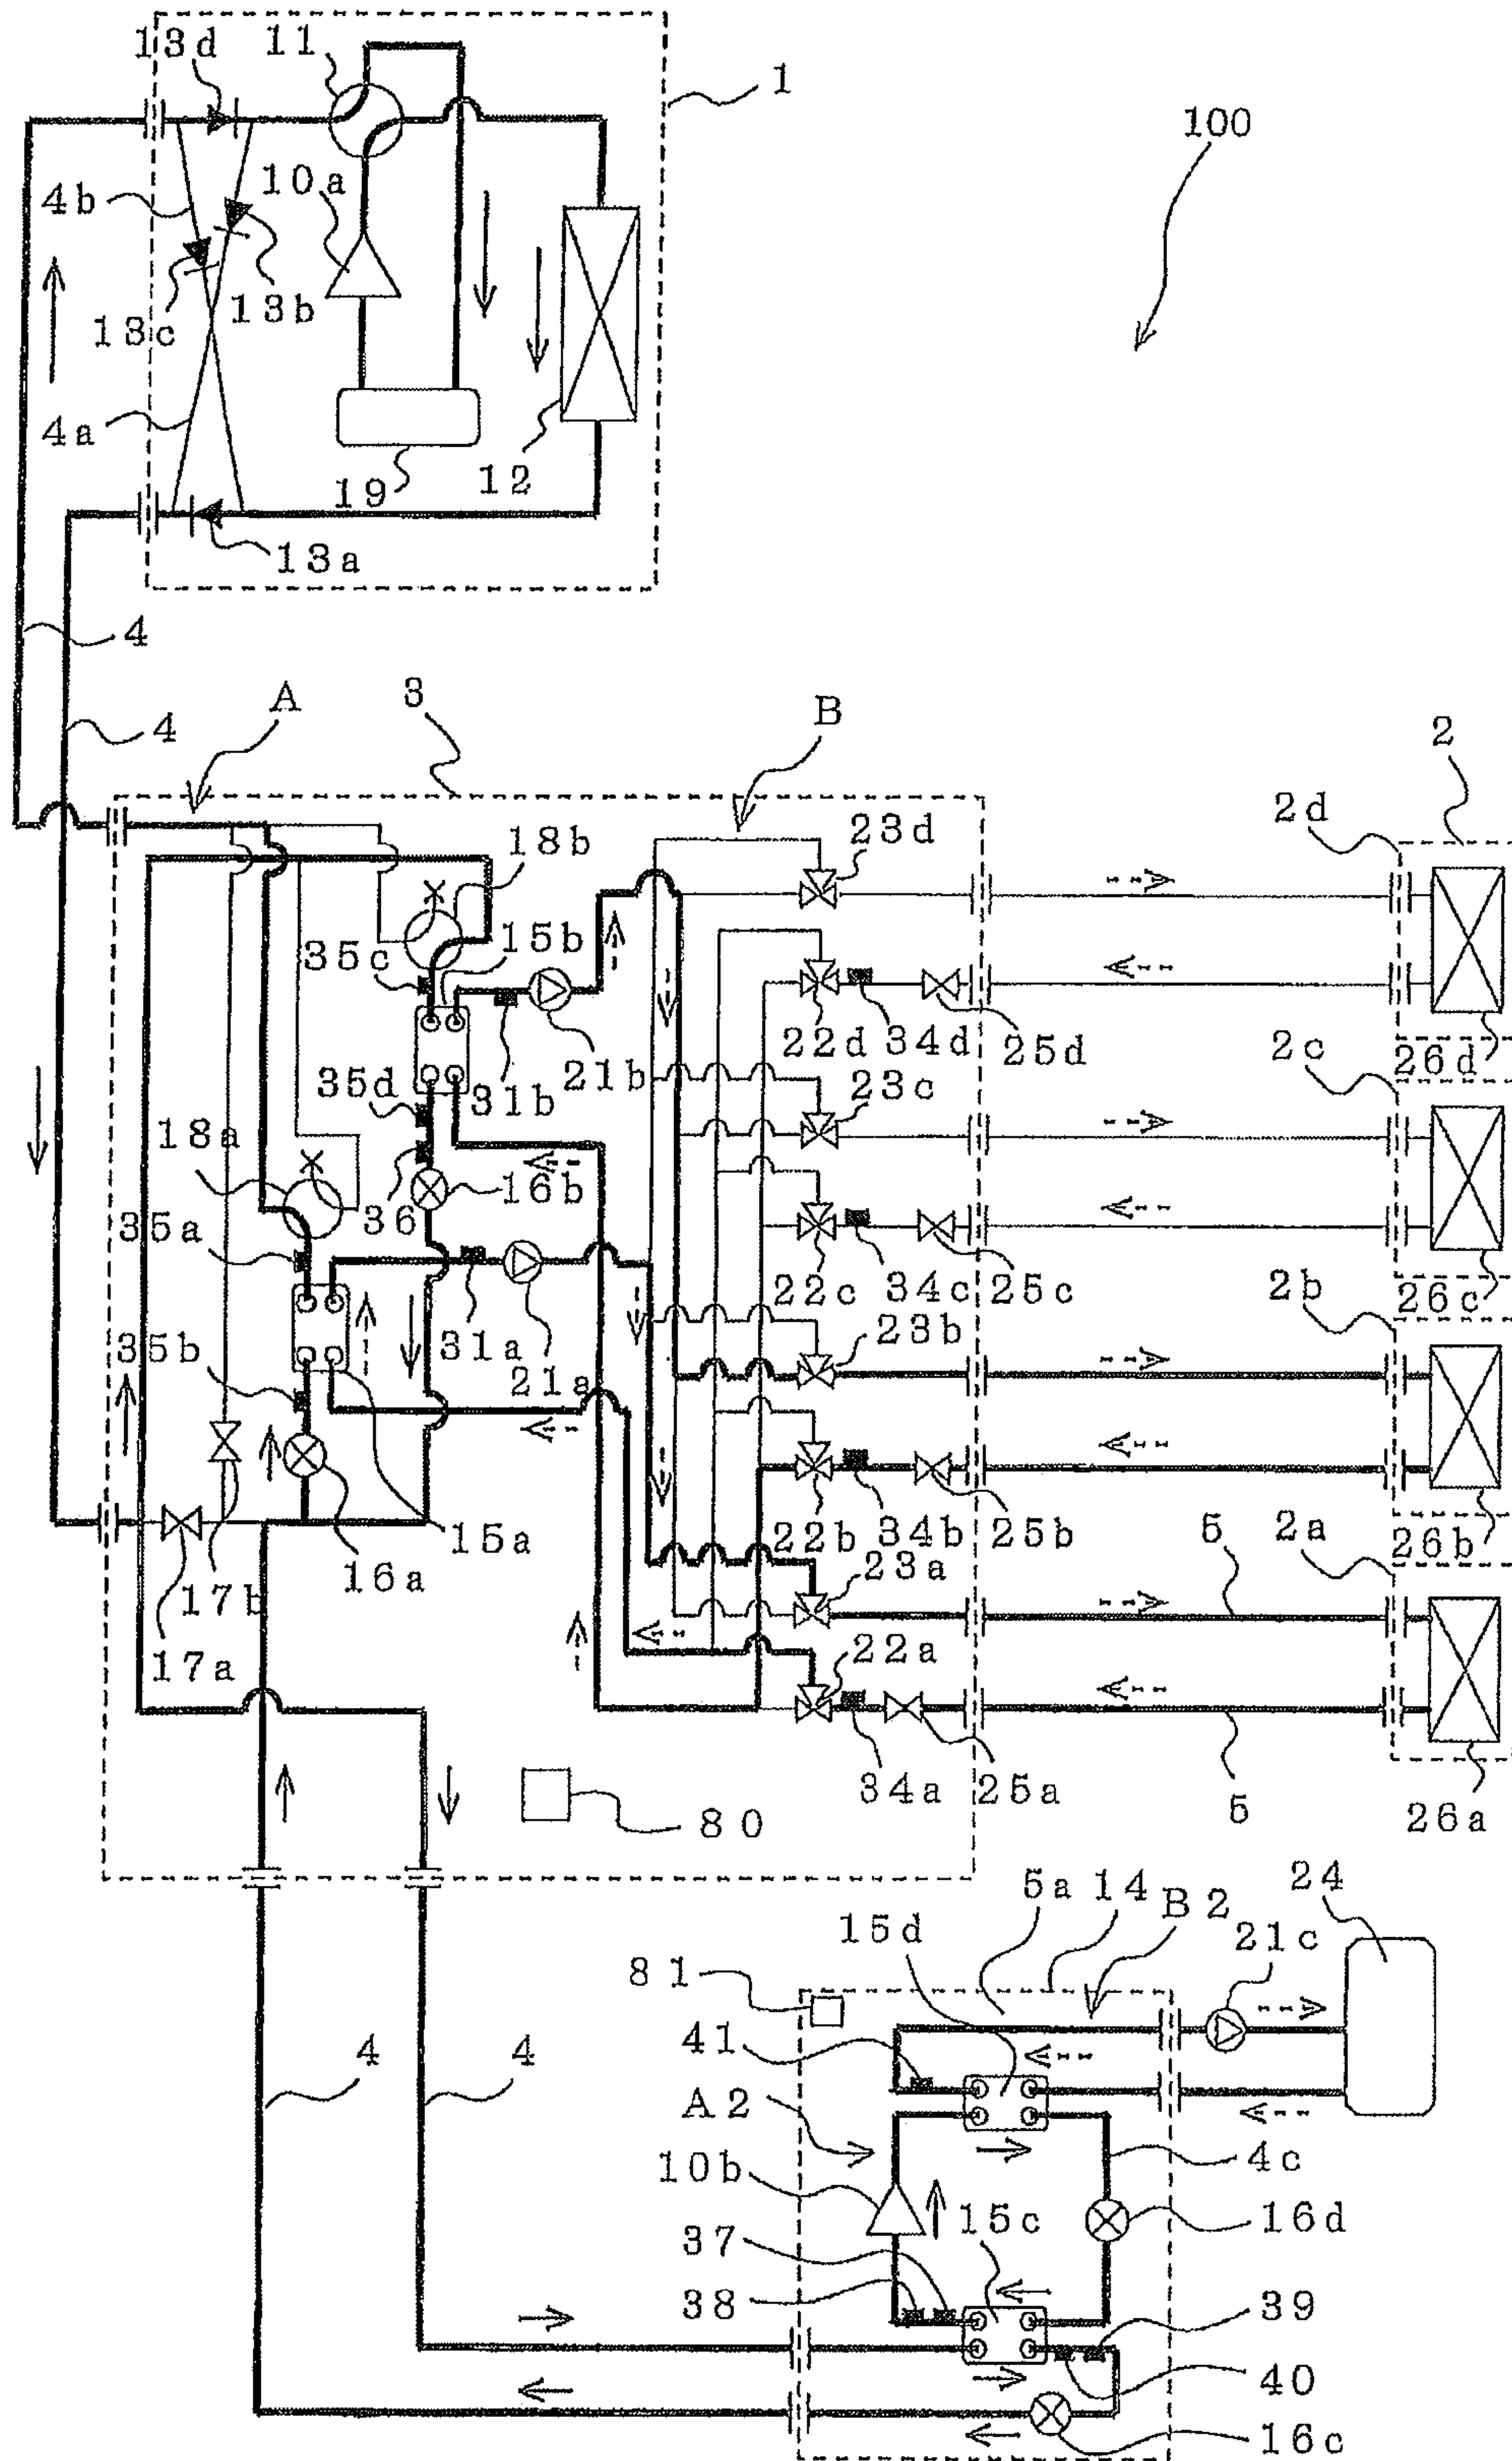 13d 11
1
100
4b 10a
13c 13b
4a
19 12
13a
4
4
A 3 B
2
2d
18b 23d
35c 15b
22d 34d 25d
2c 26d
35d 31b 21b
23c
18a
36 16b
35a
22c 34c 25c
2b 26c
35b 31a 21a 23b
22b 34b 25b
2a 26b
15a
16a
17b
23a
5
17a
22a
34a 25a
5
26a
80
5a 14 B2
24
15d
21c
81
41
4 4
A2
4c
10b
15c 16d
37
38 39
40
16c